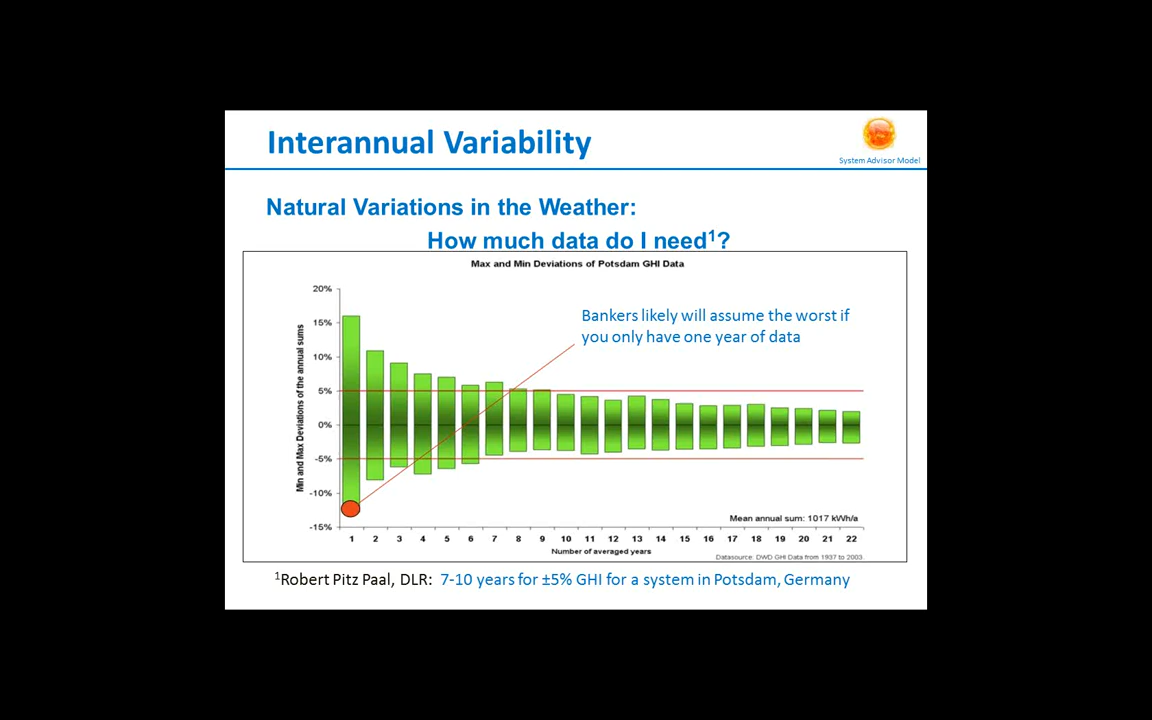 Interannual Variability
System Advisor Model
Natural Variations in the Weather:
How much data do I need¹?
Max and Min Deviations of Potsdam GHI Data
Bankers likely will assume the worst if
you only have one year of data
Min and Max Deviations of the annual sums
20%
15%
10%
5%
0%
-5%
-10%
-15%
Mean annual sum: 1017 kWh/a
1 2 3 4 5 6 7 8 9 10 11 12 13 14 15 16 17 18 19 20 21 22
Number of averaged years
Datasource: DWD GHI Data from 1937 to 2003.
¹Robert Pitz Paal, DLR: 7-10 years for ±5% GHI for a system in Potsdam, Germany